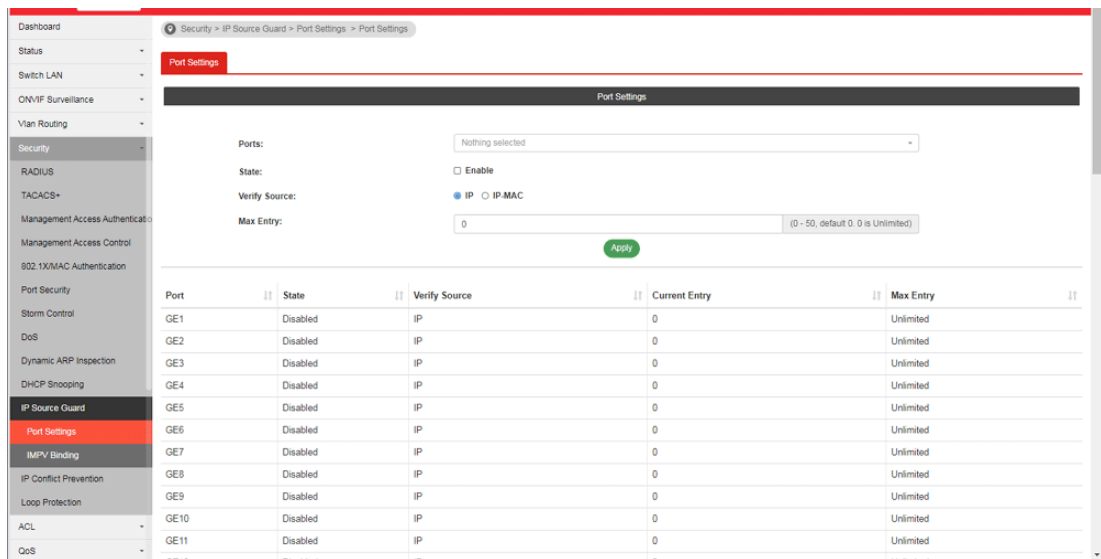 Dashboard
Security > IP Source Guard > Port Settings > Port Settings
Status
Switch LAN
ONVIF Surveillance
Vlan Routing
Security
RADIUS
TACACS+
Management Access Authenticatio
Management Access Control
802.1X/MAC Authentication
Port Security
Storm Control
DoS
Dynamic ARP Inspection
DHCP Snooping
IP Source Guard
Port Settings
IMPV Binding
IP Conflict Prevention
Loop Protection
ACL
QoS
Port Settings
Port Settings
Ports: Nothing selected
State: Enable
Verify Source: IP IP-MAC
Max Entry: 0 (0 - 50, default 0. 0 is Unlimited)
Apply
Port State Verify Source Current Entry Max Entry
GE1 Disabled IP 0 Unlimited
GE2 Disabled IP 0 Unlimited
GE3 Disabled IP 0 Unlimited
GE4 Disabled IP 0 Unlimited
GE5 Disabled IP 0 Unlimited
GE6 Disabled IP 0 Unlimited
GE7 Disabled IP 0 Unlimited
GE8 Disabled IP 0 Unlimited
GE9 Disabled IP 0 Unlimited
GE10 Disabled IP 0 Unlimited
GE11 Disabled IP 0 Unlimited